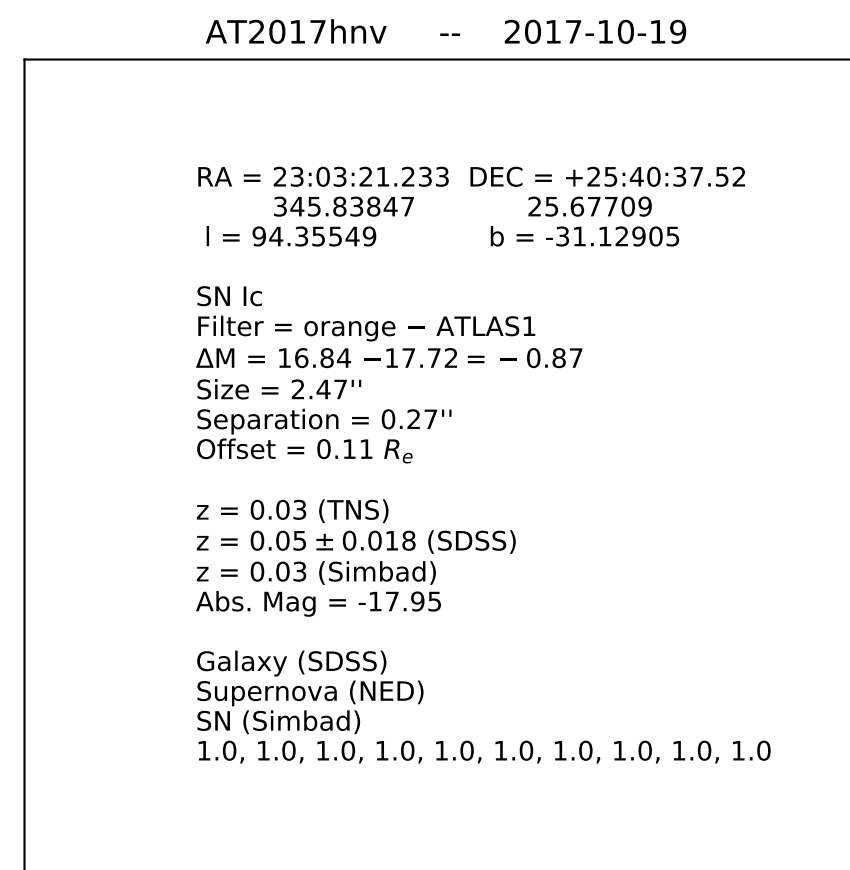 AT2017hnv -- 2017-10-19
RA = 23:03:21.233 DEC = +25:40:37.52
345.83847 25.67709
l = 94.35549 b = -31.12905
SN Ic
Filter = orange − ATLAS1
ΔM = 16.84 −17.72 = − 0.87
Size = 2.47''
Separation = 0.27''
Offset = 0.11 Re
z = 0.03 (TNS)
z = 0.05 ± 0.018 (SDSS)
z = 0.03 (Simbad)
Abs. Mag = -17.95
Galaxy (SDSS)
Supernova (NED)
SN (Simbad)
1.0, 1.0, 1.0, 1.0, 1.0, 1.0, 1.0, 1.0, 1.0, 1.0